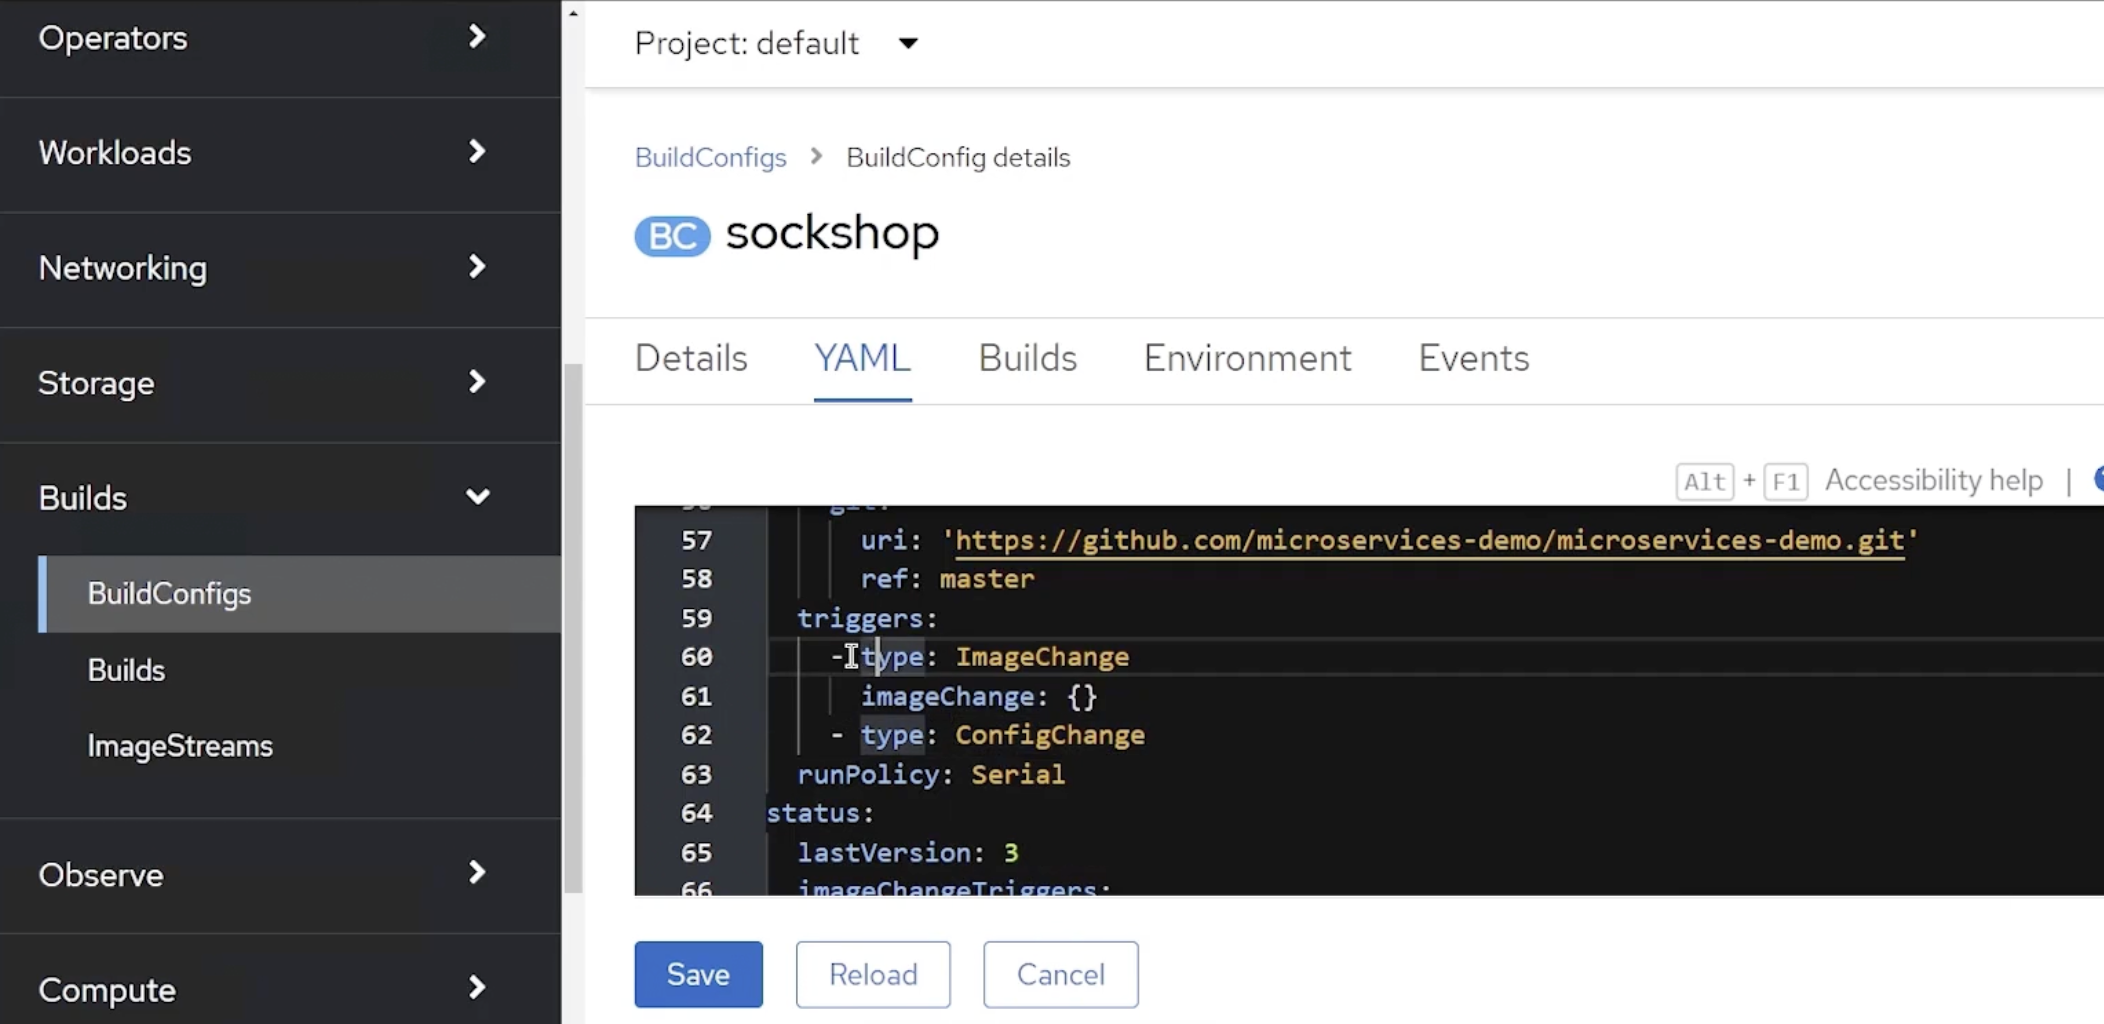 Operators
Workloads
Networking
Storage
Builds
BuildConfigs
Builds
ImageStreams
Observe
Compute
Project: default
BuildConfigs > BuildConfig details
BC sockshop
Details YAML Builds Environment Events
Alt + F1 Accessibility help |
56 git:
57 uri: 'https://github.com/microservices-demo/microservices-demo.git'
58 ref: master
59 triggers:
60 - type: ImageChange
61 imageChange: {}
62 - type: ConfigChange
63 runPolicy: Serial
64 status:
65 lastVersion: 3
66 imageChangeTriggers:
Save Reload Cancel